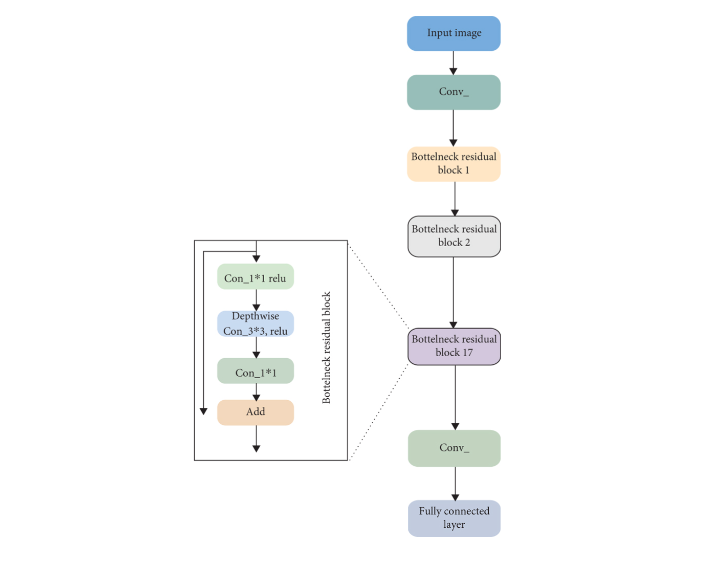 Input image
Conv_
Bottelneck residual
block 1
Bottelneck residual
block 2
Bottelneck residual
block 17
Conv_
Fully connected
layer
Con_1*1 relu
Depthwise
Con_3*3, relu
Con_1*1
Add
Bottelneck residual block